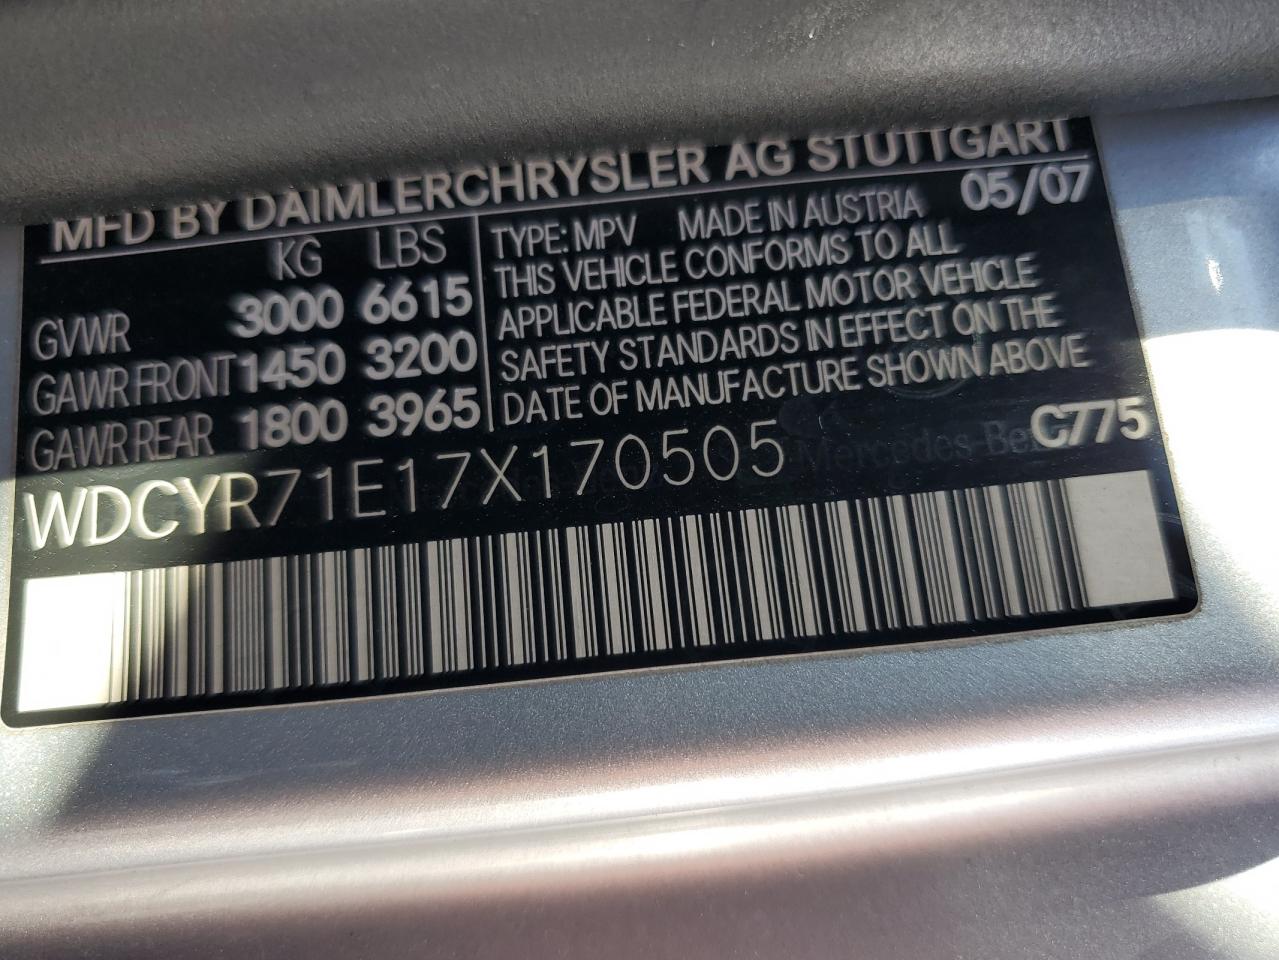 MFD BY DAIMLERCHRYSLER AG STUTTGART
KG LBS
GVWR 3000 6615
GAWR FRONT 1450 3200
GAWR REAR 1800 3965
TYPE: MPV MADE IN AUSTRIA 05/07
THIS VEHICLE CONFORMS TO ALL
APPLICABLE FEDERAL MOTOR VEHICLE
SAFETY STANDARDS IN EFFECT ON THE
DATE OF MANUFACTURE SHOWN ABOVE
WDCYR71E17X170505
Mercedes-Ben
C775